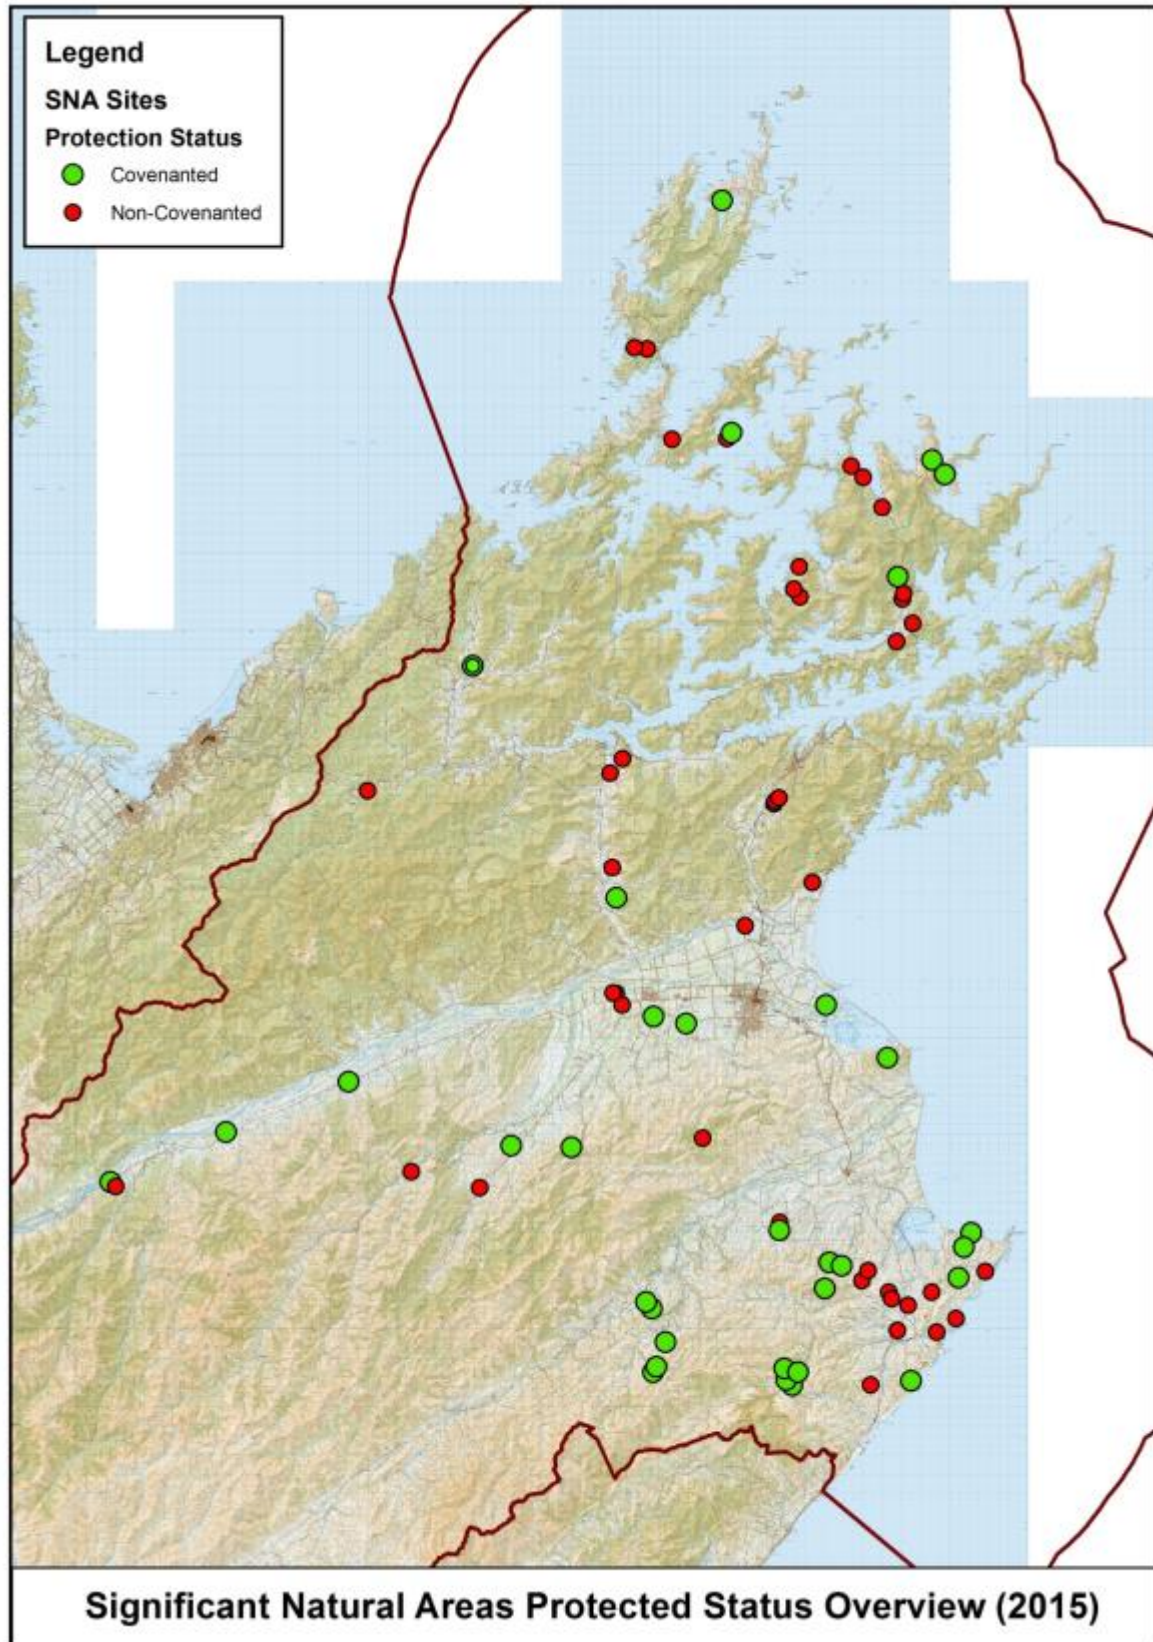 Legend
SNA Sites
Protection Status
Covenanted
Non-Covenanted
Significant Natural Areas Protected Status Overview (2015)